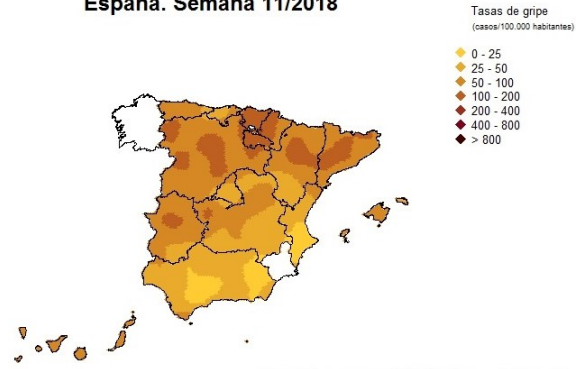 España. Semana 11/2018
Tasas de gripe
(casos/100.000 habitantes)
0 - 25
25 - 50
50 - 100
100 - 200
200 - 400
400 - 800
> 800